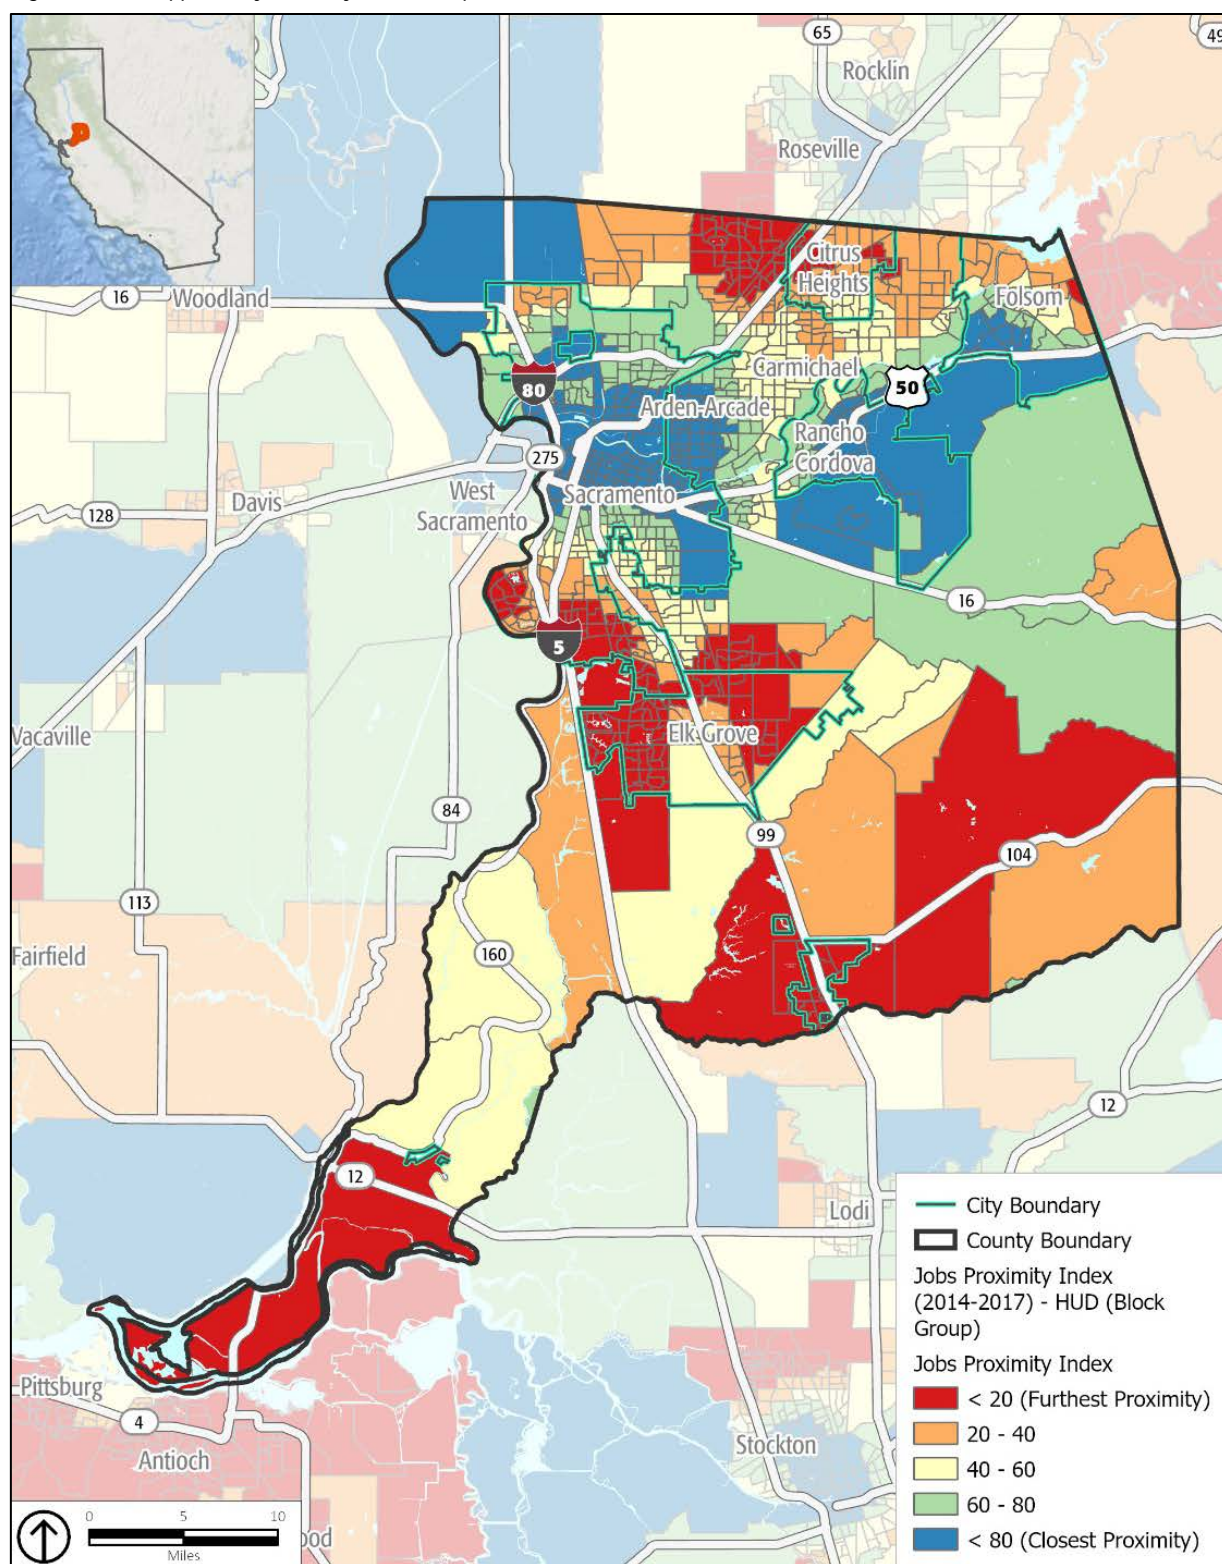 65
49
Rocklin
Roseville
16
Woodland
Citrus
Heights
Folsom
80
Carmichael
50
Arden-Arcade
Rancho
Cordova
275
Davis
West
Sacramento
Sacramento
128
16
5
Vacaville
Elk Grove
84
99
104
113
Fairfield
160
12
12
Lodi
Pittsburg
4
Antioch
Stockton
ood
City Boundary
County Boundary
Jobs Proximity Index
(2014-2017) - HUD (Block
Group)
Jobs Proximity Index
< 20 (Furthest Proximity)
20 - 40
40 - 60
60 - 80
< 80 (Closest Proximity)
0 5 10
Miles